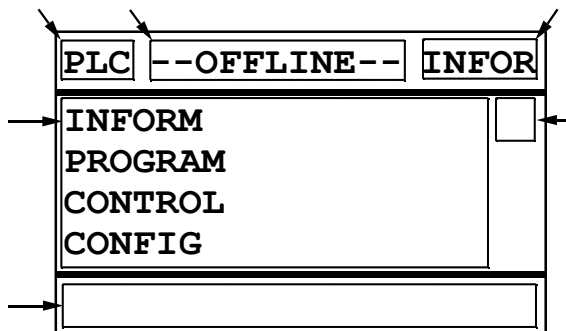 PLC --OFFLINE-- INFOR
INFORM
PROGRAM
CONTROL
CONFIG